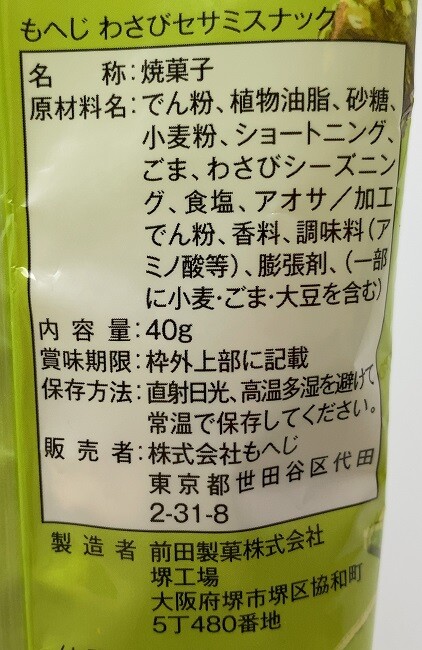 もへじ わさびセサミスナック
名称:焼菓子
原材料名:でん粉、植物油脂、砂糖、
小麦粉、ショートニング、
ごま、わさびシーズニン
グ、食塩、アオサ／加工
でん粉、香料、調味料(ア
ミノ酸等)、膨張剤、(一部
に小麦・ごま・大豆を含む)
内容量:40g
賞味期限:枠外上部に記載
保存方法:直射日光、高温多湿を避けて
常温で保存してください。
販売者:株式会社もへじ
東京都世田谷区代田
2-31-8
製造者 前田製菓株式会社
堺工場
大阪府堺市堺区協和町
5丁480番地